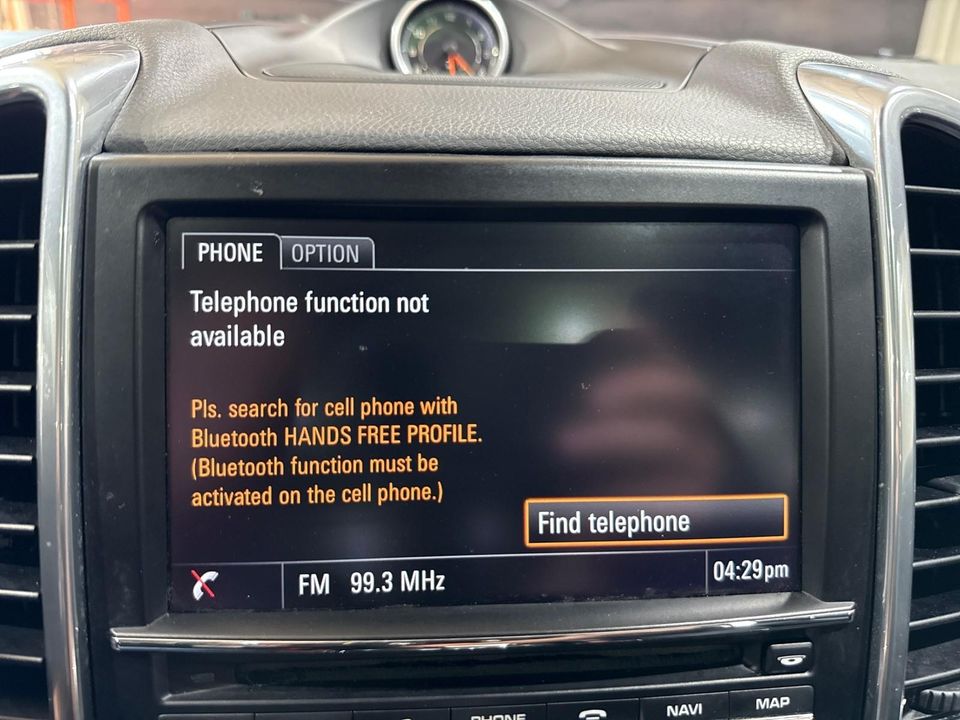 PHONE OPTION
Telephone function not
available
Pls. search for cell phone with
Bluetooth HANDS FREE PROFILE.
(Bluetooth function must be
activated on the cell phone.)
Find telephone
FM 99.3 MHz 04:29pm
PHONE NAVI MAP